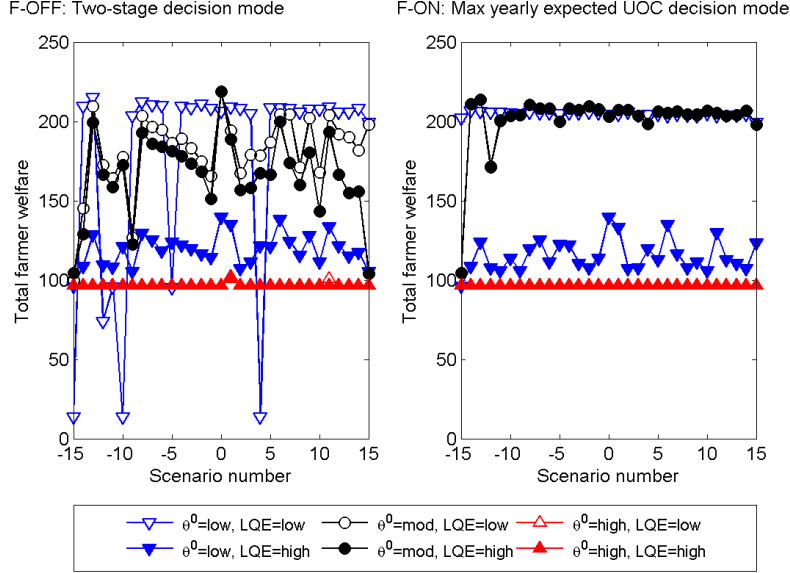 F-OFF: Two-stage decision mode
F-ON: Max yearly expected UOC decision mode
250
200
150
100
50
0
-15 -10 -5 0 5 10 15
Total farmer welfare
Scenario number
250
200
150
100
50
0
-15 -10 -5 0 5 10 15
Total farmer welfare
Scenario number
θ⁰=low, LQE=low θ⁰=mod, LQE=low θ⁰=high, LQE=low
θ⁰=low, LQE=high θ⁰=mod, LQE=high θ⁰=high, LQE=high